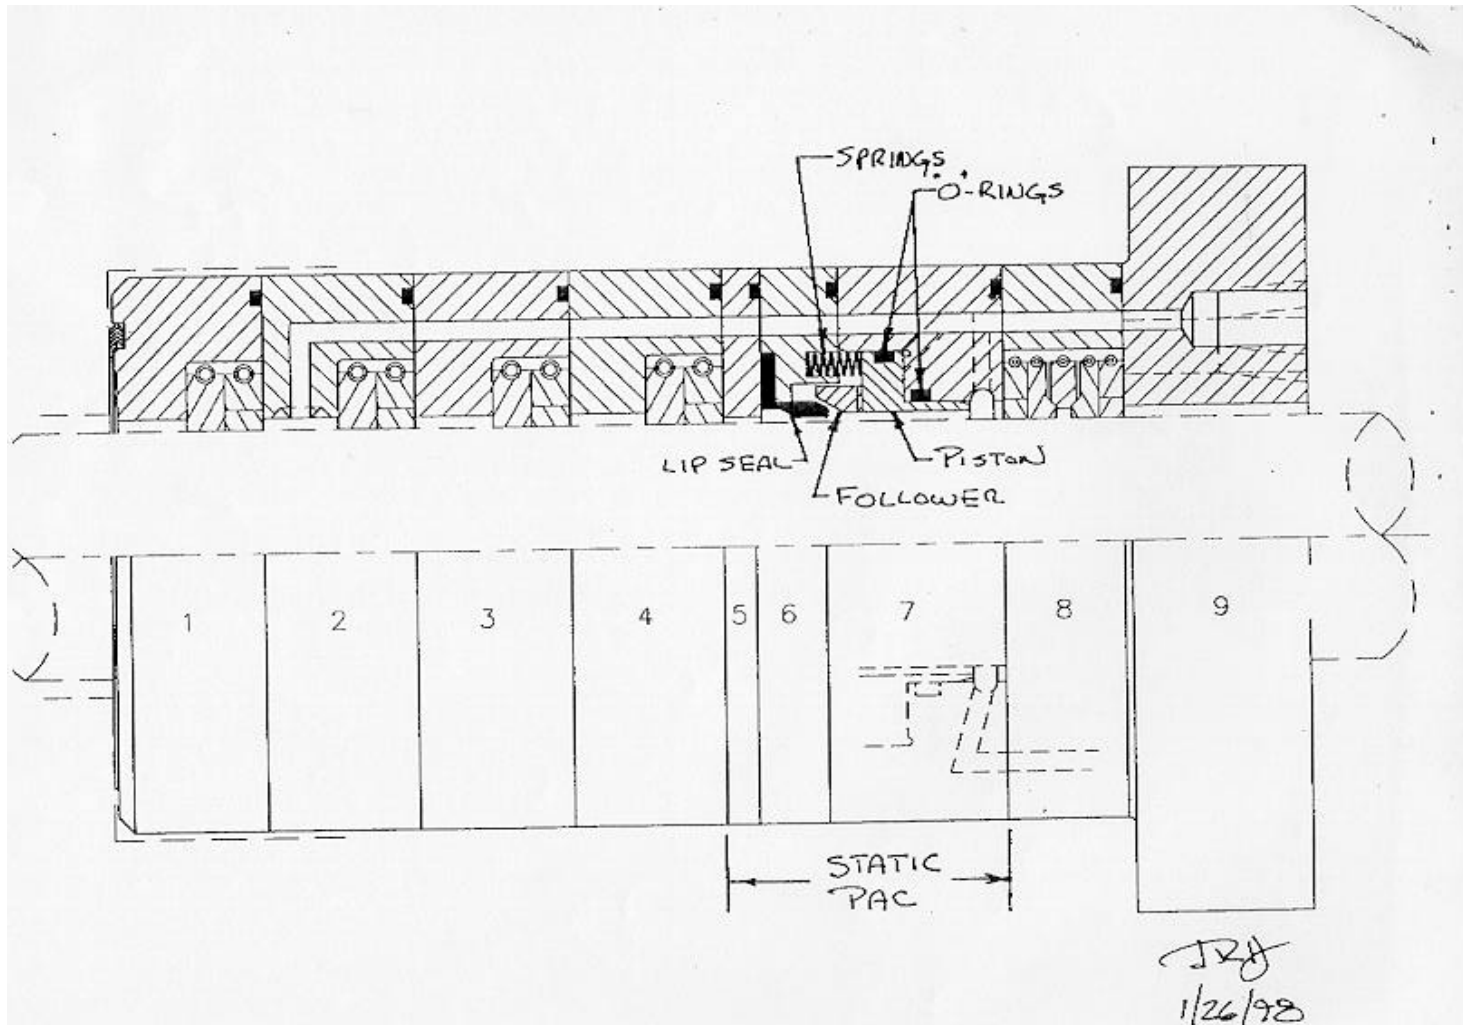 SPRINGS
"O"-RINGS
LIP SEAL
PISTON
FOLLOWER
1 2 3 4 5 6 7 8 9
STATIC
PAC
JRH
1/26/98